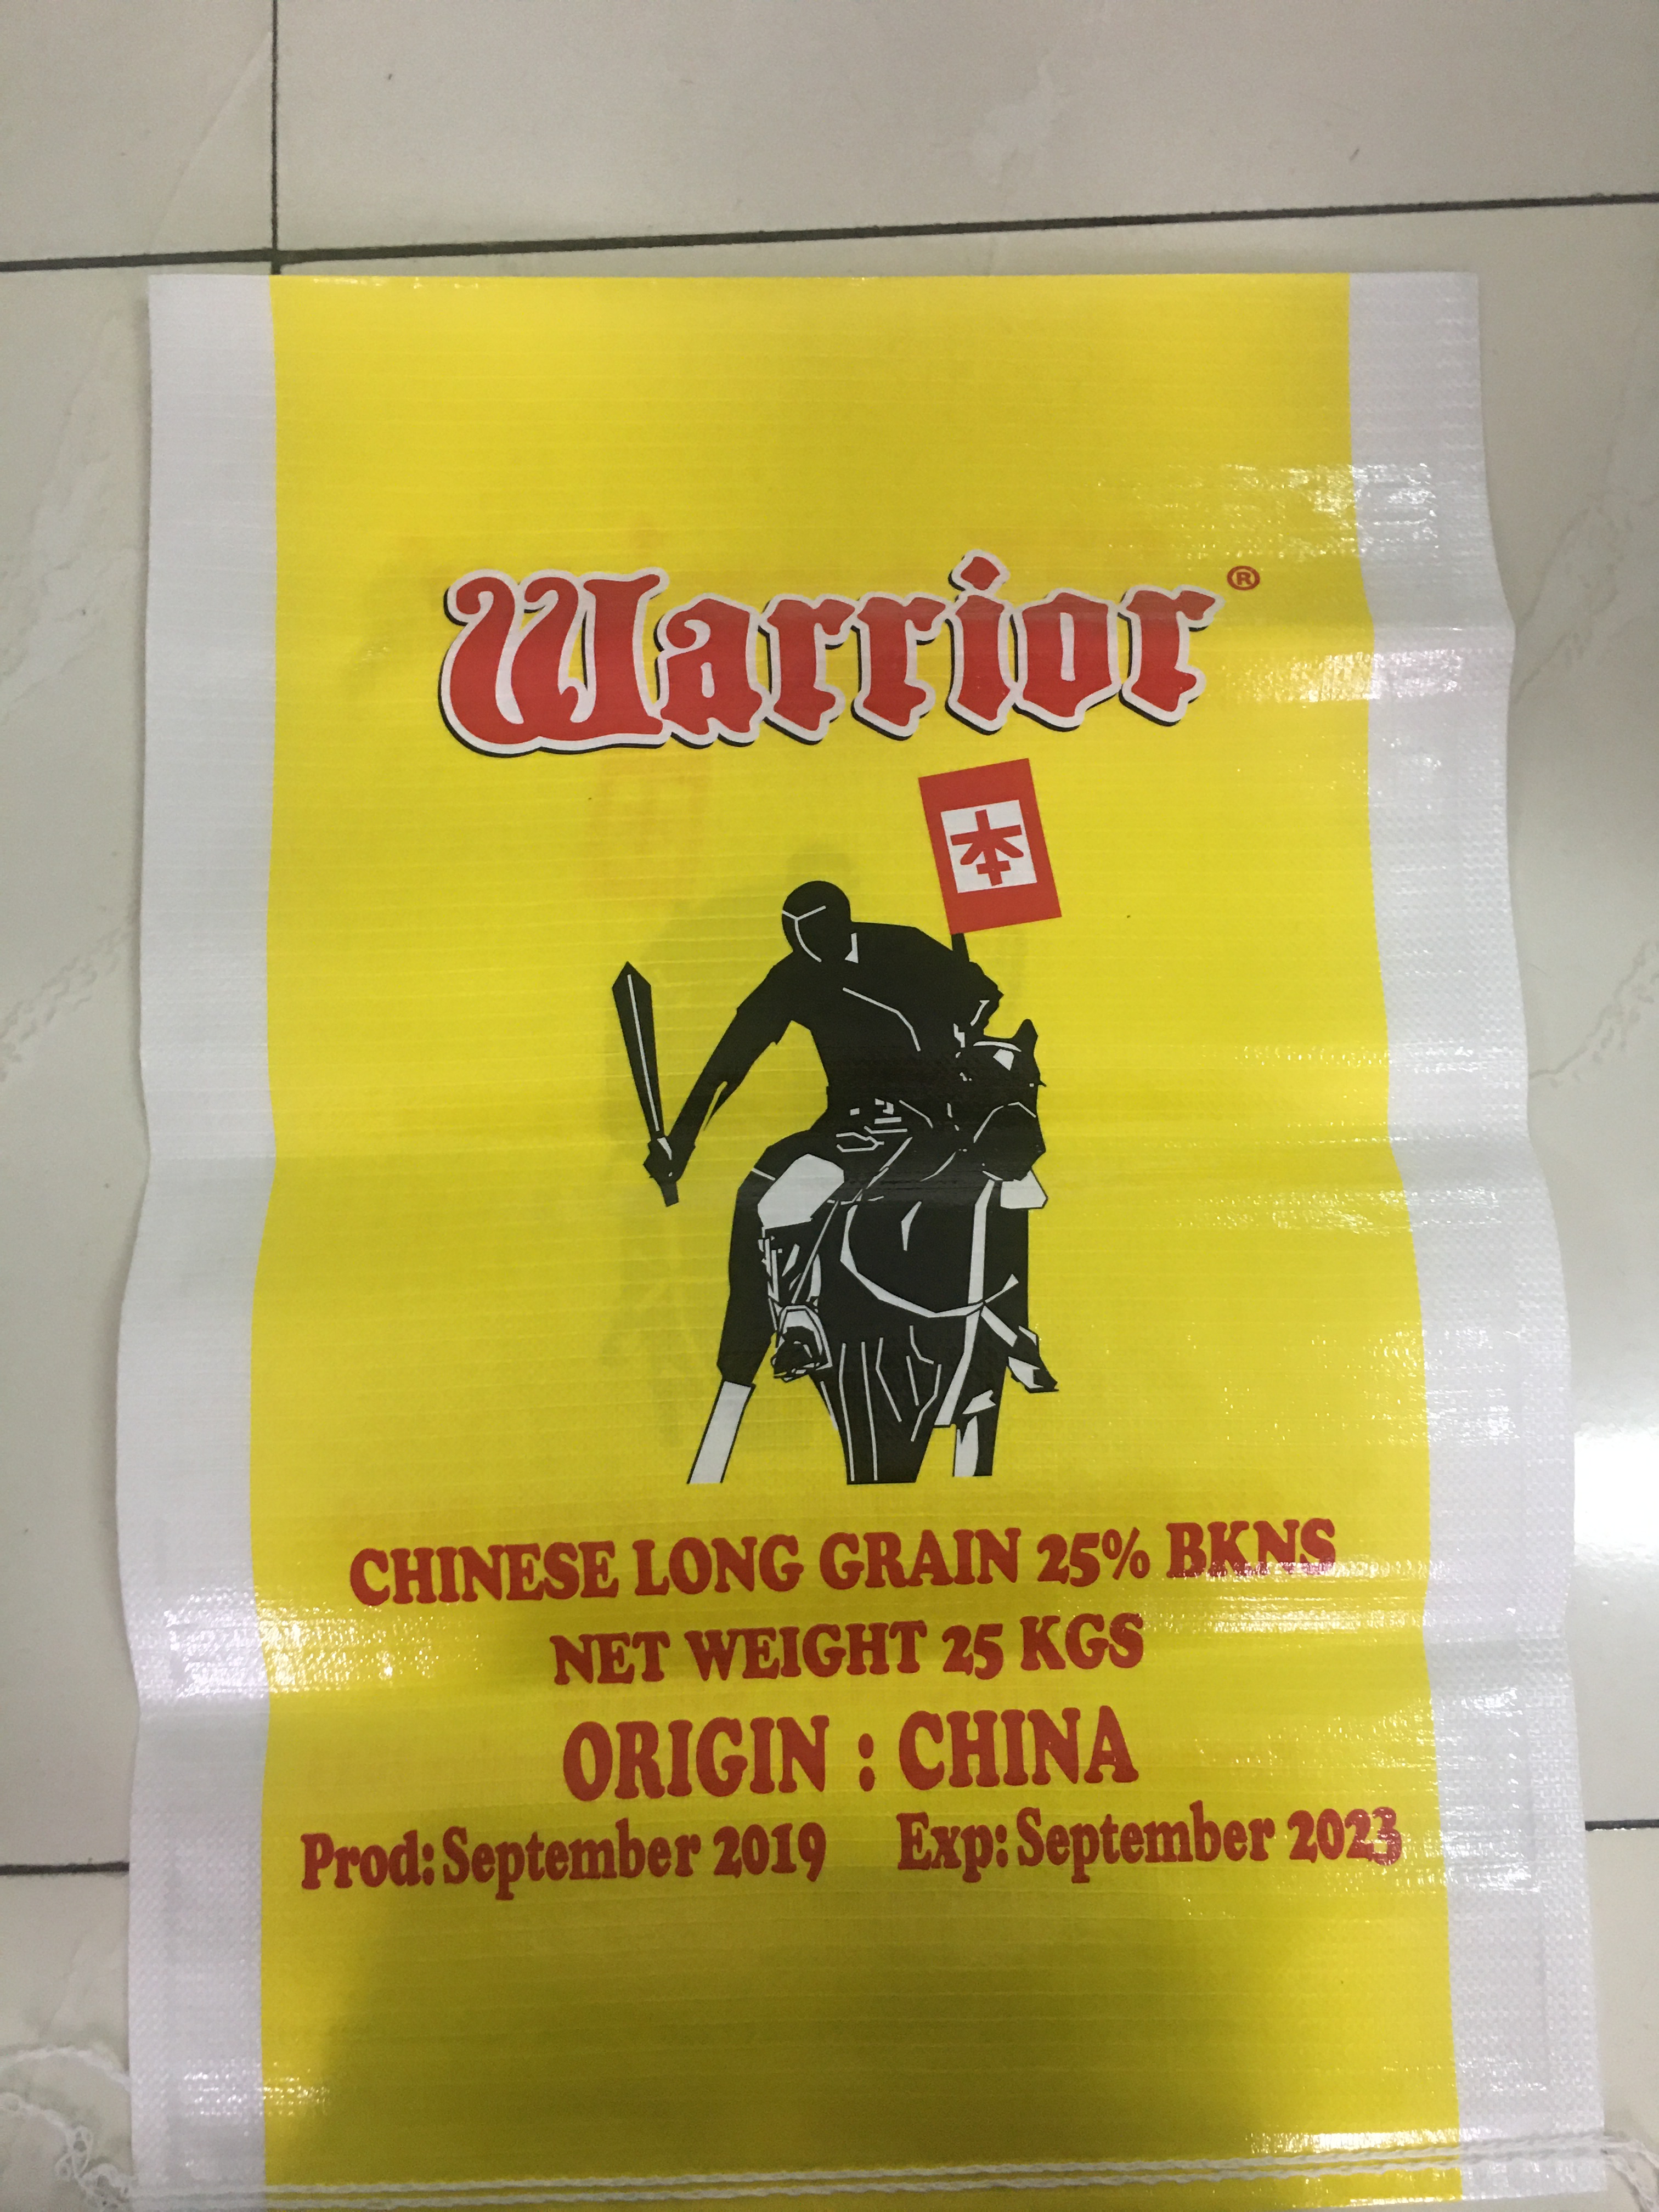 Warrior®
本
CHINESE LONG GRAIN 25% BKNS
NET WEIGHT 25 KGS
ORIGIN : CHINA
Prod: September 2019 Exp: September 2023